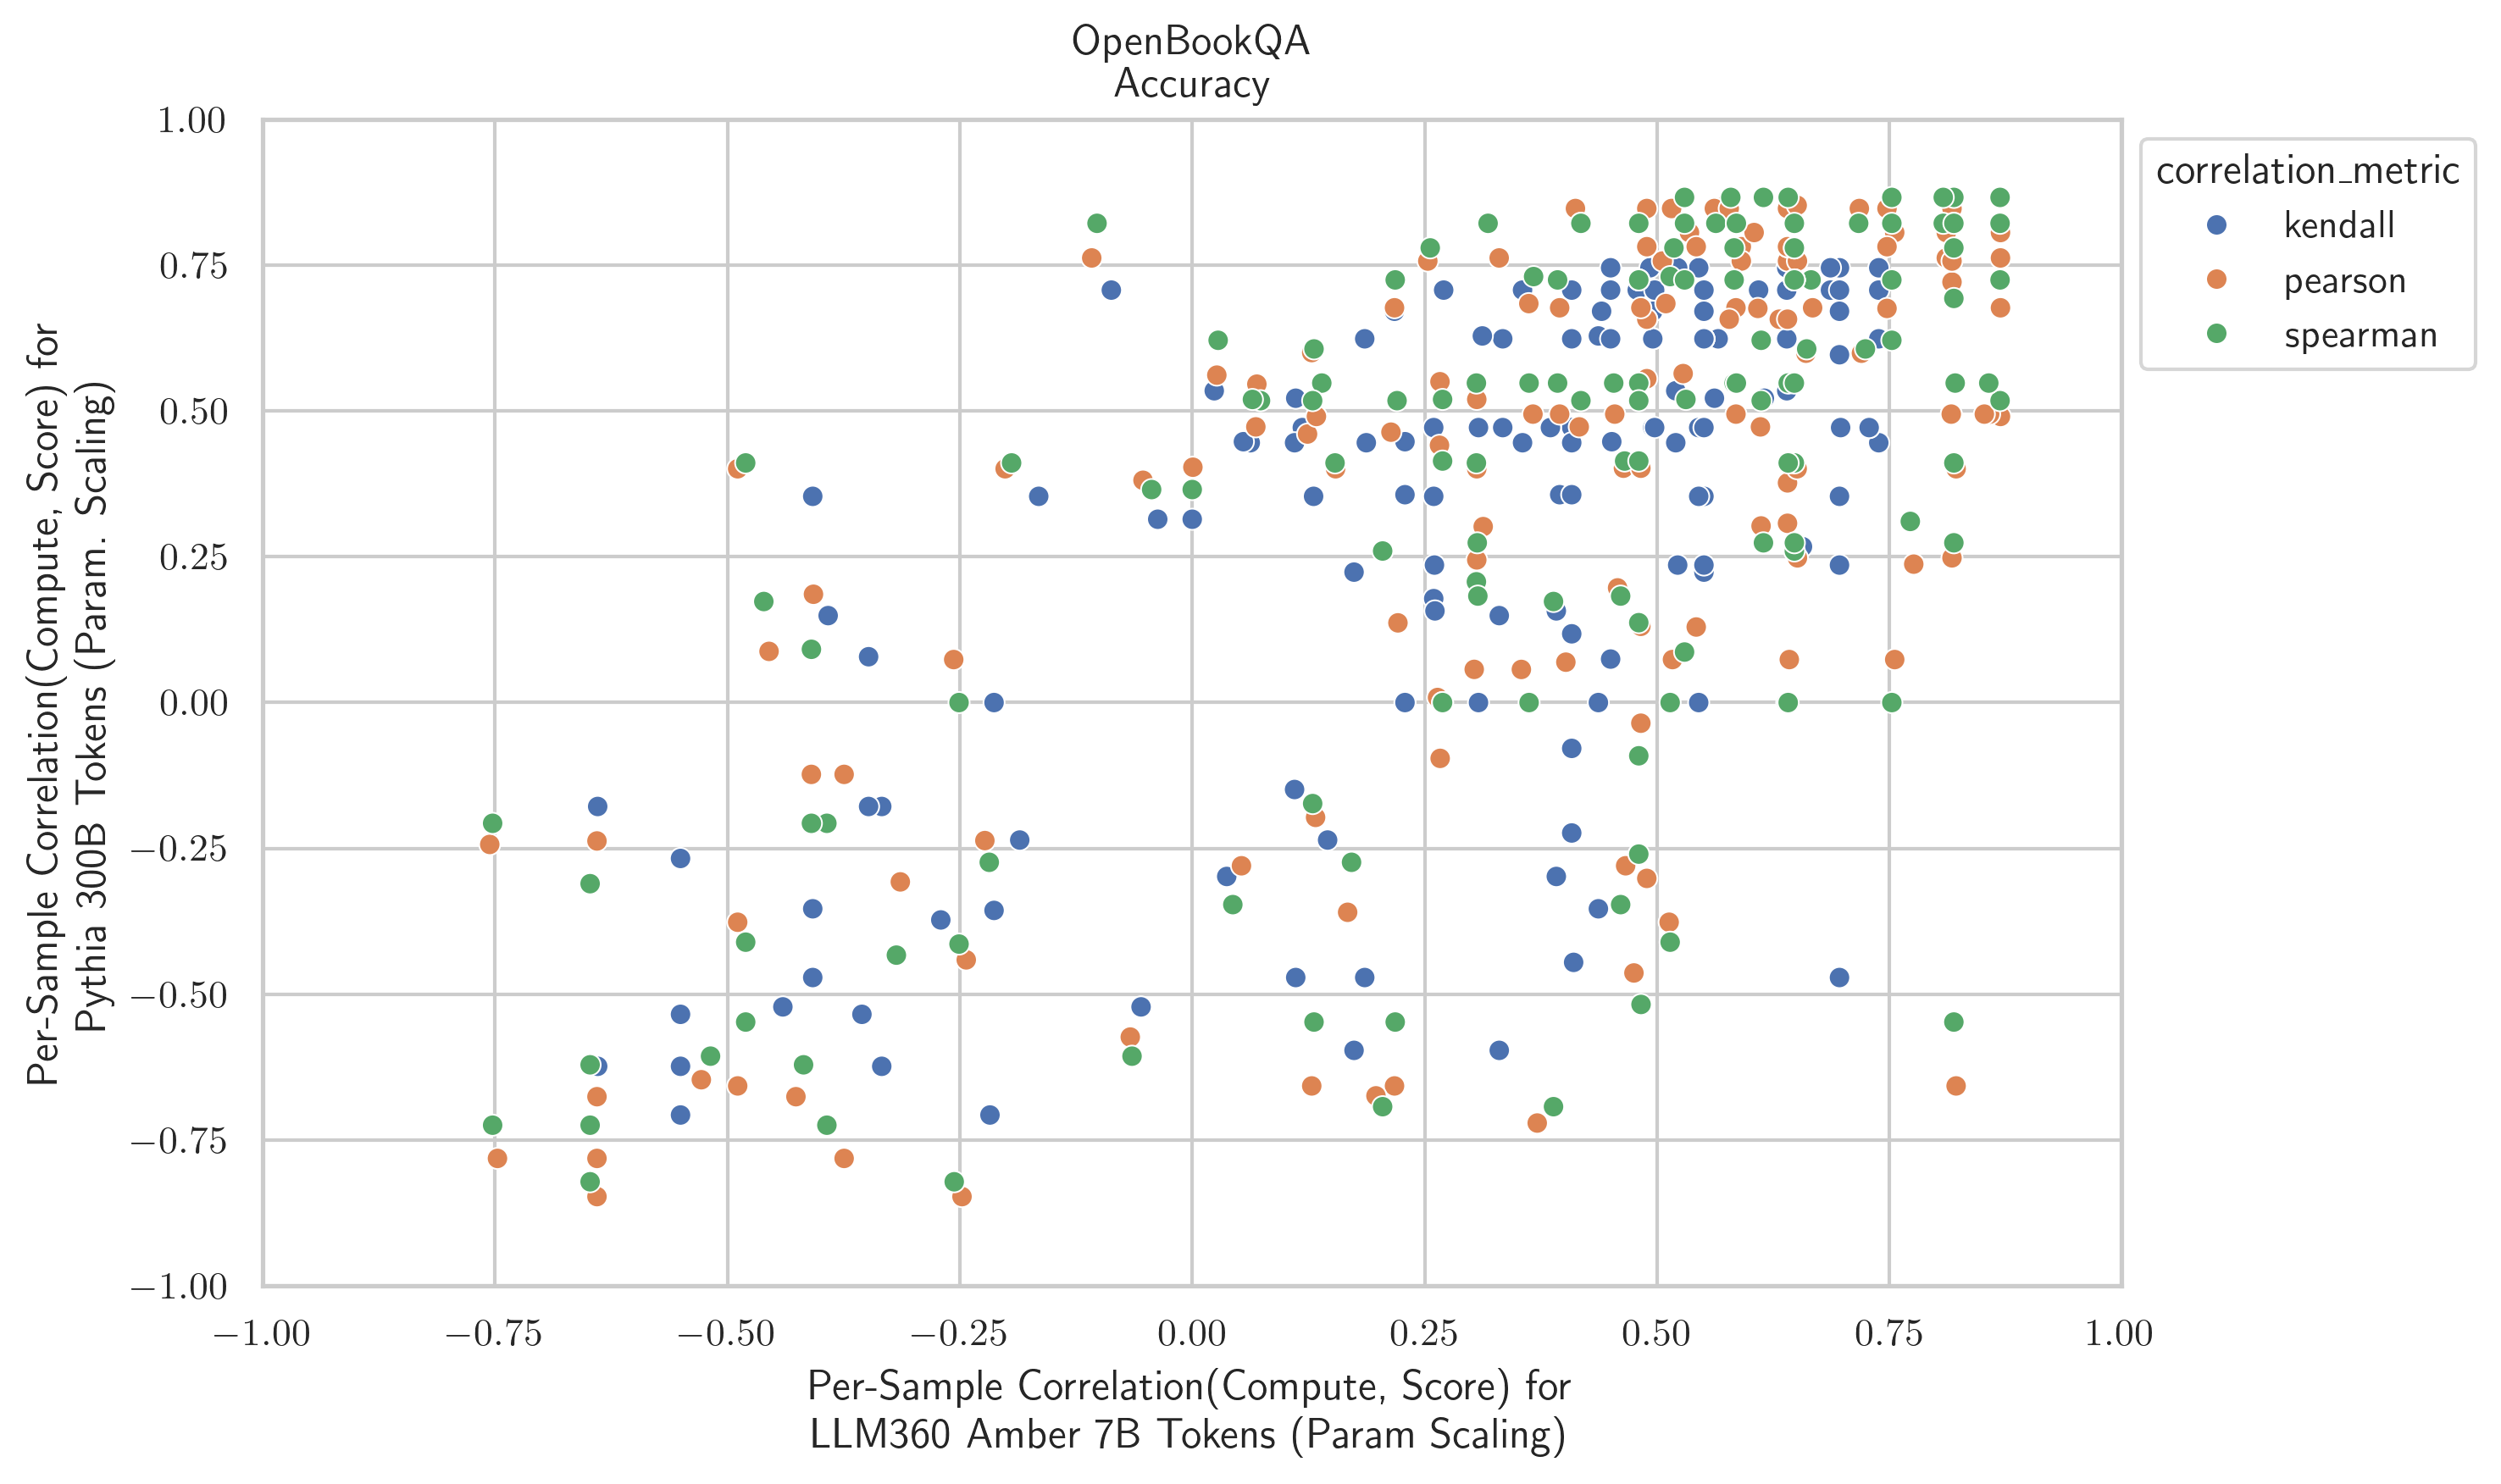 OpenBookQA
Accuracy
Per-Sample Correlation(Compute, Score) for
Pythia 300B Tokens (Param. Scaling)
1.00
0.75
0.50
0.25
0.00
−0.25
−0.50
−0.75
−1.00
−1.00 −0.75 −0.50 −0.25 0.00 0.25 0.50 0.75 1.00
Per-Sample Correlation(Compute, Score) for
LLM360 Amber 7B Tokens (Param Scaling)
correlation_metric
kendall
pearson
spearman